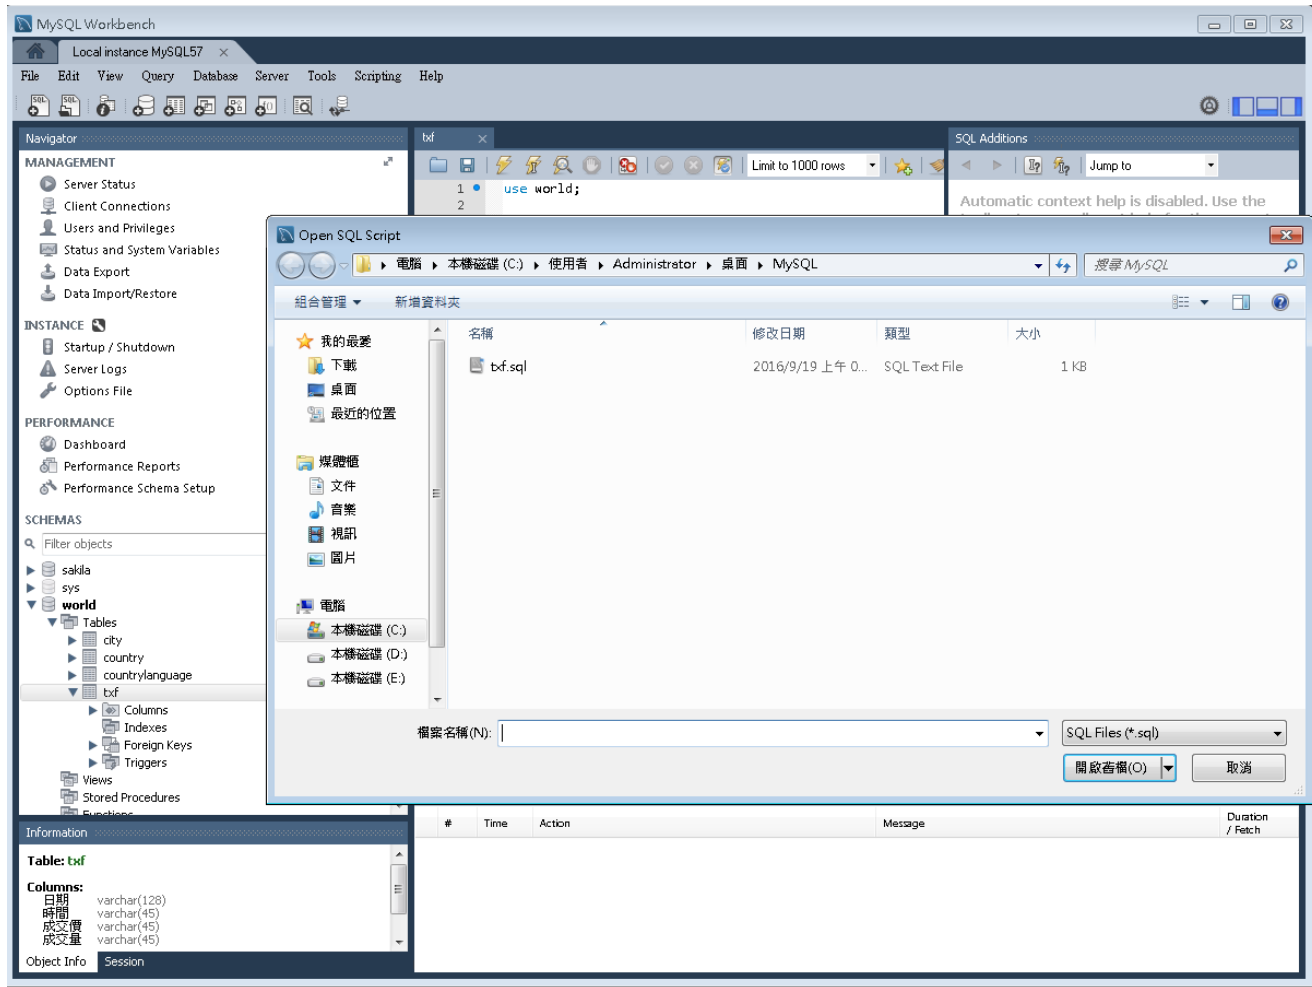 MySQL Workbench
Local instance MySQL57
File Edit View Query Database Server Tools Scripting Help
Navigator
MANAGEMENT
Server Status
Client Connections
Users and Privileges
Status and System Variables
Data Export
Data Import/Restore
INSTANCE
Startup / Shutdown
Server Logs
Options File
PERFORMANCE
Dashboard
Performance Reports
Performance Schema Setup
SCHEMAS
Filter objects
sakila
sys
world
Tables
city
country
countrylanguage
txf
Columns
Indexes
Foreign Keys
Triggers
Views
Stored Procedures
Functions
Information
Table: txf
Columns:
日期 varchar(128)
時間 varchar(45)
成交價 varchar(45)
成交量 varchar(45)
Object Info Session
txf
Limit to 1000 rows
1 use world;
2
SQL Additions
Jump to
Automatic context help is disabled. Use the
Open SQL Script
電腦 本機磁碟 (C:) 使用者 Administrator 桌面 MySQL
搜尋 MySQL
組合管理 新增資料夾
我的最愛
下載
桌面
最近的位置
媒體櫃
文件
音樂
視訊
圖片
電腦
本機磁碟 (C:)
本機磁碟 (D:)
本機磁碟 (E:)
名稱 修改日期 類型 大小
txf.sql 2016/9/19 上午 0... SQL Text File 1 KB
檔案名稱(N):
SQL Files (*.sql)
開啟舊檔(O) 取消
# Time Action Message Duration / Fetch